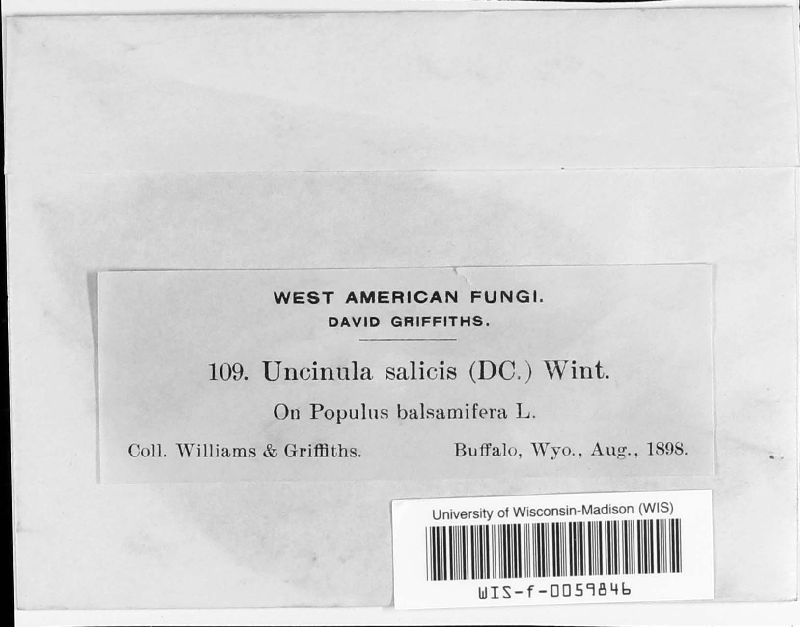 WEST AMERICAN FUNGI.
DAVID GRIFFITHS.
109. Uncinula salicis (DC.) Wint.
On Populus balsamifera L.
Coll. Williams & Griffiths. Buffalo, Wyo., Aug., 1898.
University of Wisconsin-Madison (WIS)
WIS-f-0059846